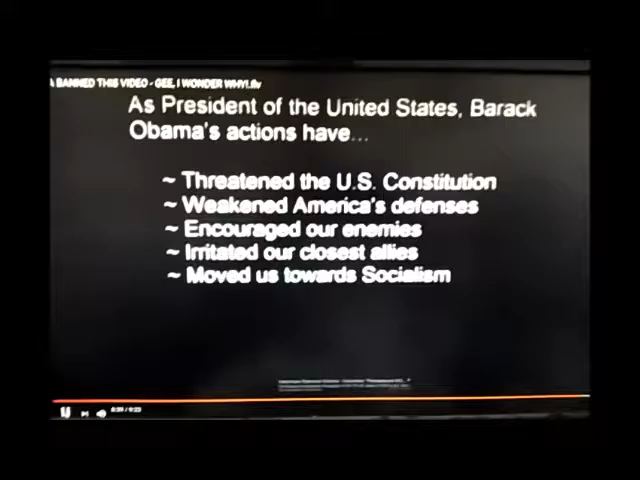 BANNED THIS VIDEO - GEE, I WONDER WHY!.flv
As President of the United States, Barack
Obama's actions have...
~ Threatened the U.S. Constitution
~ Weakened America's defenses
~ Encouraged our enemies
~ Irritated our closest allies
~ Moved us towards Socialism